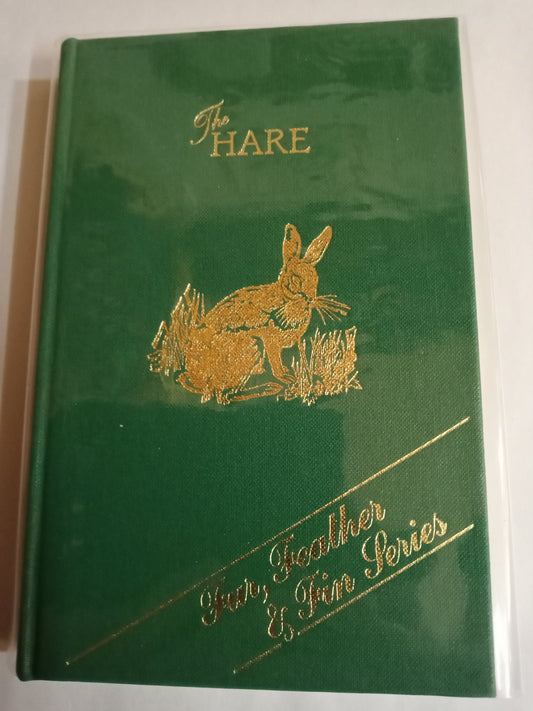 The
HARE
Fur, Feather
& Fin Series